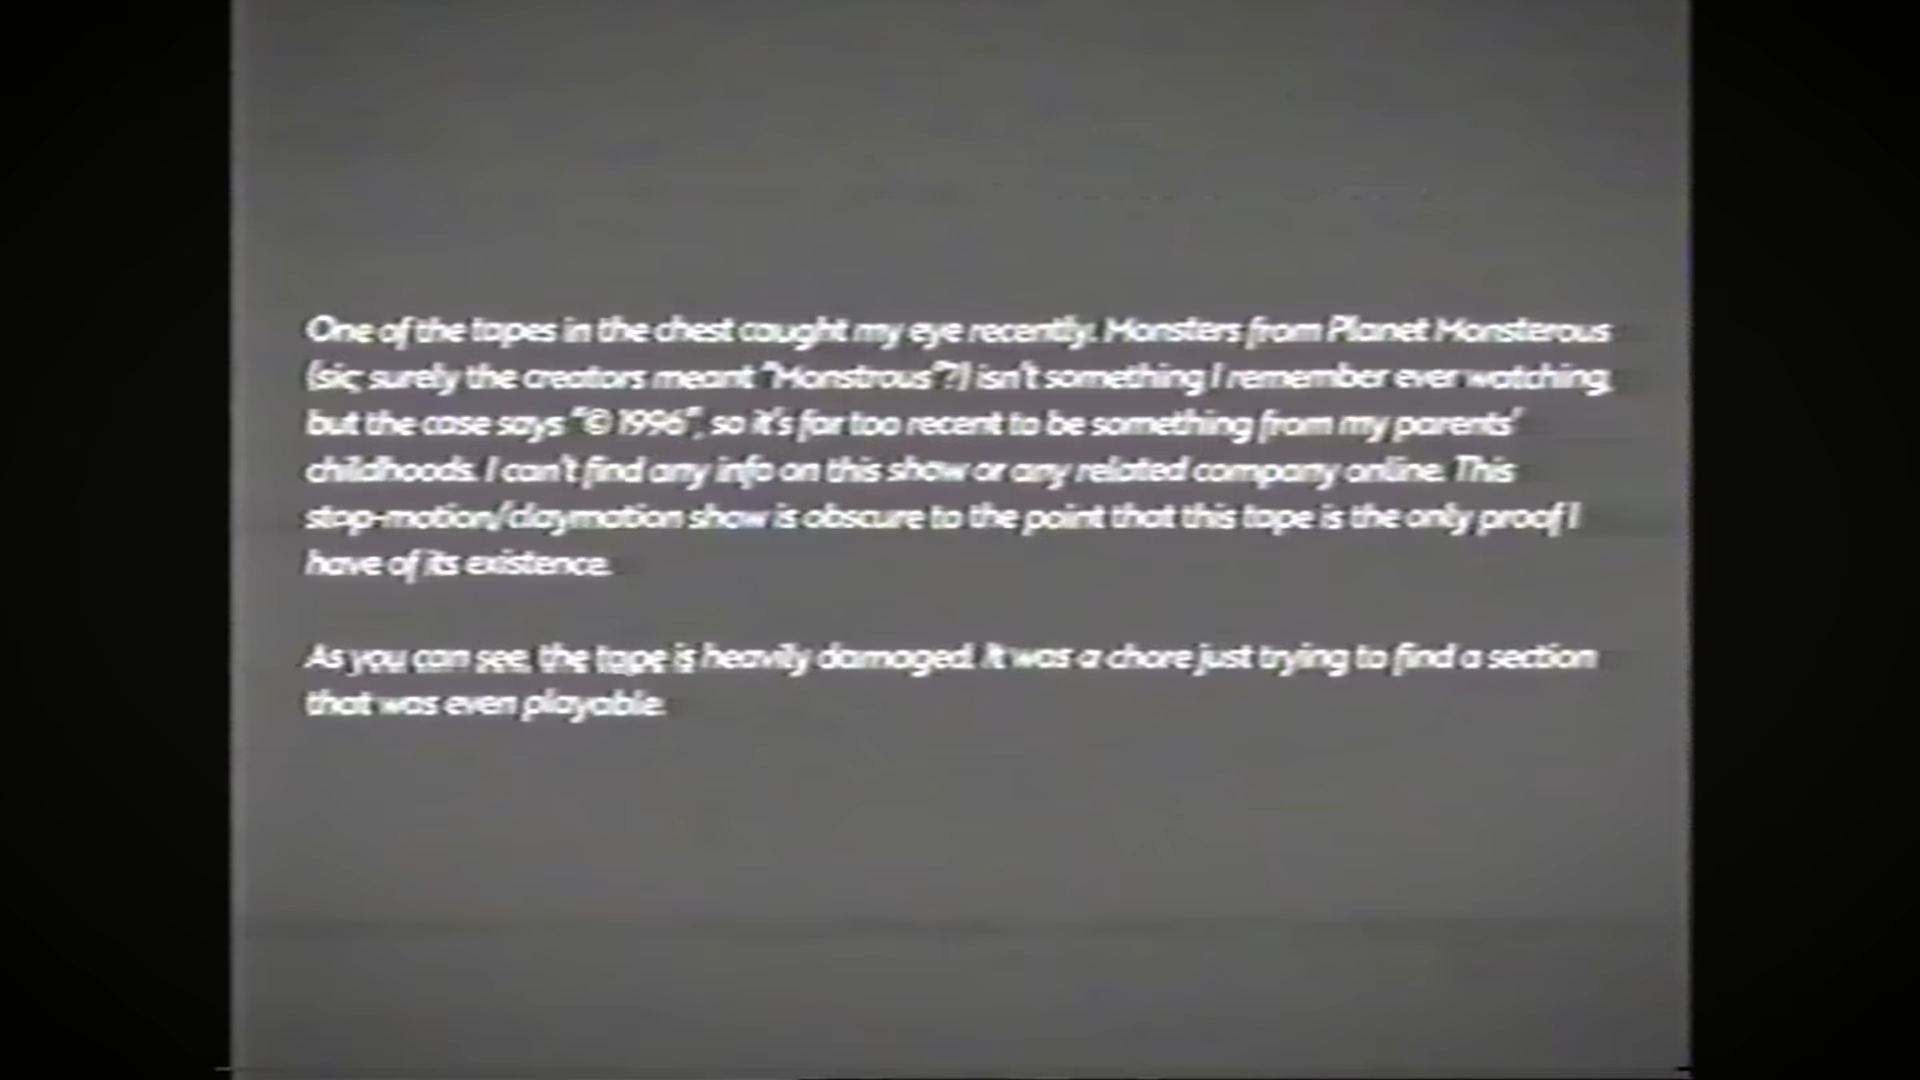 One of the tapes in the chest caught my eye recently. Monsters from Planet Monsterous
(sic; surely the creators meant "Monstrous"?) isn't something I remember ever watching,
but the case says "© 1996", so it's far too recent to be something from my parents'
childhoods. I can't find any info on this show or any related company online. This
stop-motion/claymation show is obscure to the point that this tape is the only proof I
have of its existence.
As you can see, the tape is heavily damaged. It was a chore just trying to find a section
that was even playable.